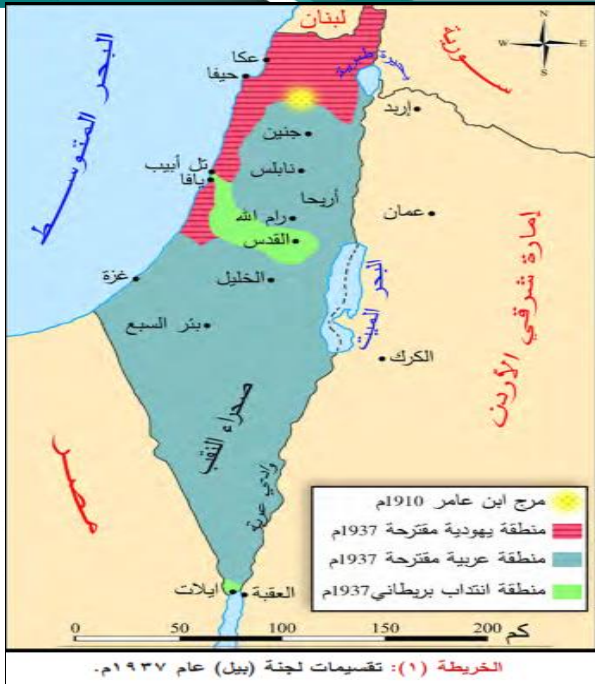 لبنان
N
W E
S
سورية
البحر المتوسط
عكا
حيفا
بحيرة طبرية
إربد
جنين
نابلس
تل أبيب
يافا
أريحا
رام الله
عمان
القدس
إمارة شرقي الأردن
البحر الميت
غزة
الخليل
بئر السبع
الكرك
صحراء النقب
وادي عربة
مصر
مرج ابن عامر 1910م
منطقة يهودية مقترحة 1937م
منطقة عربية مقترحة 1937م
منطقة انتداب بريطاني 1937م
ايلات
العقبة
0 50 100 150 200 كم
الخريطة (١): تقسيمات لجنة (بيل) عام ١٩٣٧م.